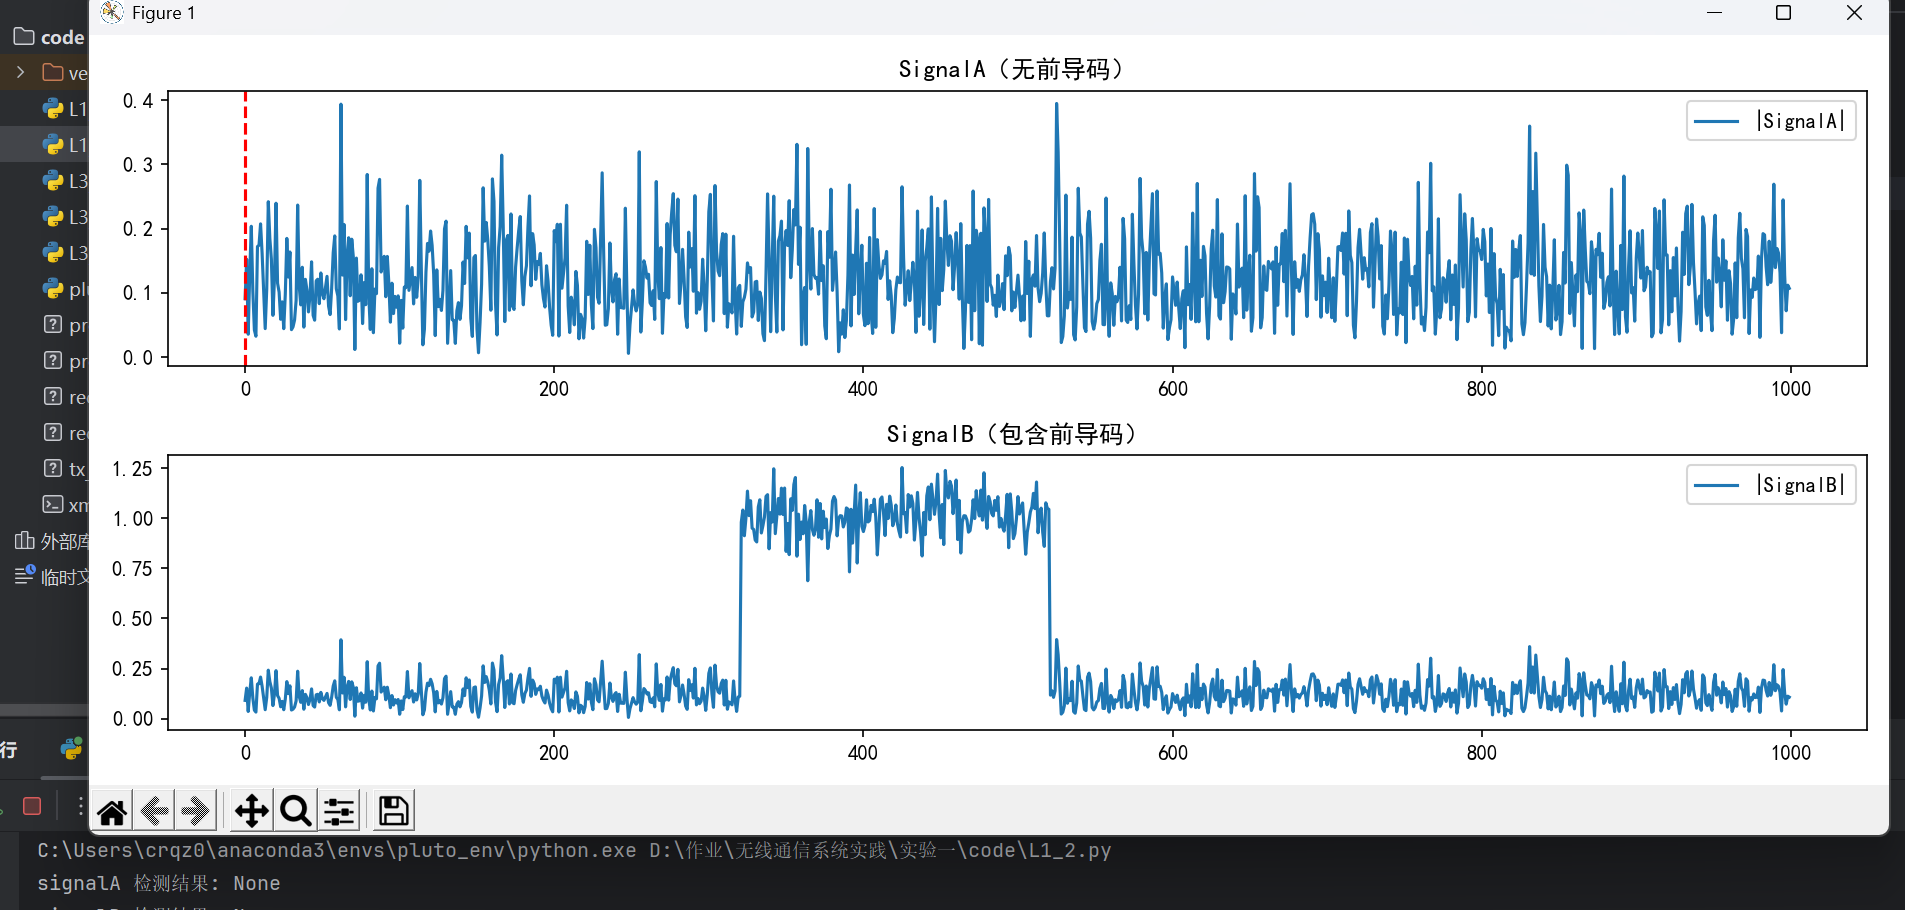 Figure 1
code
ve
L1
L1
L3
L3
L3
plu
pr
pr
re
re
tx_
xm
外部库
临时文
行
SignalA（无前导码）
|SignalA|
0.4
0.3
0.2
0.1
0.0
0 200 400 600 800 1000
SignalB（包含前导码）
|SignalB|
1.25
1.00
0.75
0.50
0.25
0.00
0 200 400 600 800 1000
C:\Users\crqz0\anaconda3\envs\pluto_env\python.exe D:\作业\无线通信系统实践\实验一\code\L1_2.py
signalA 检测结果: None